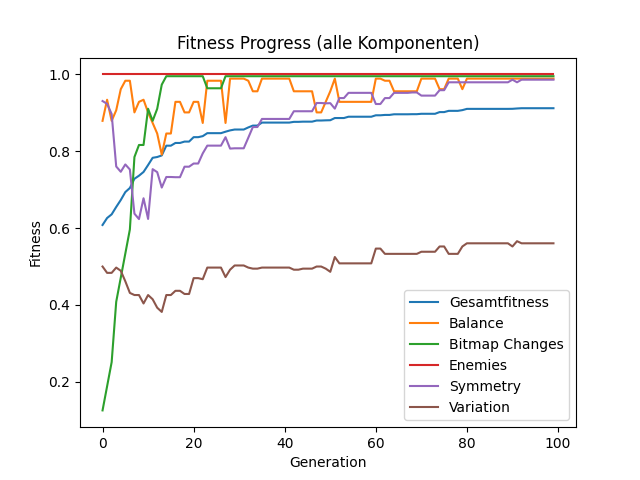 Fitness Progress (alle Komponenten)
Fitness
1.0
0.8
0.6
0.4
0.2
0
20
40
60
80
100
Generation
Gesamtfitness
Balance
Bitmap Changes
Enemies
Symmetry
Variation